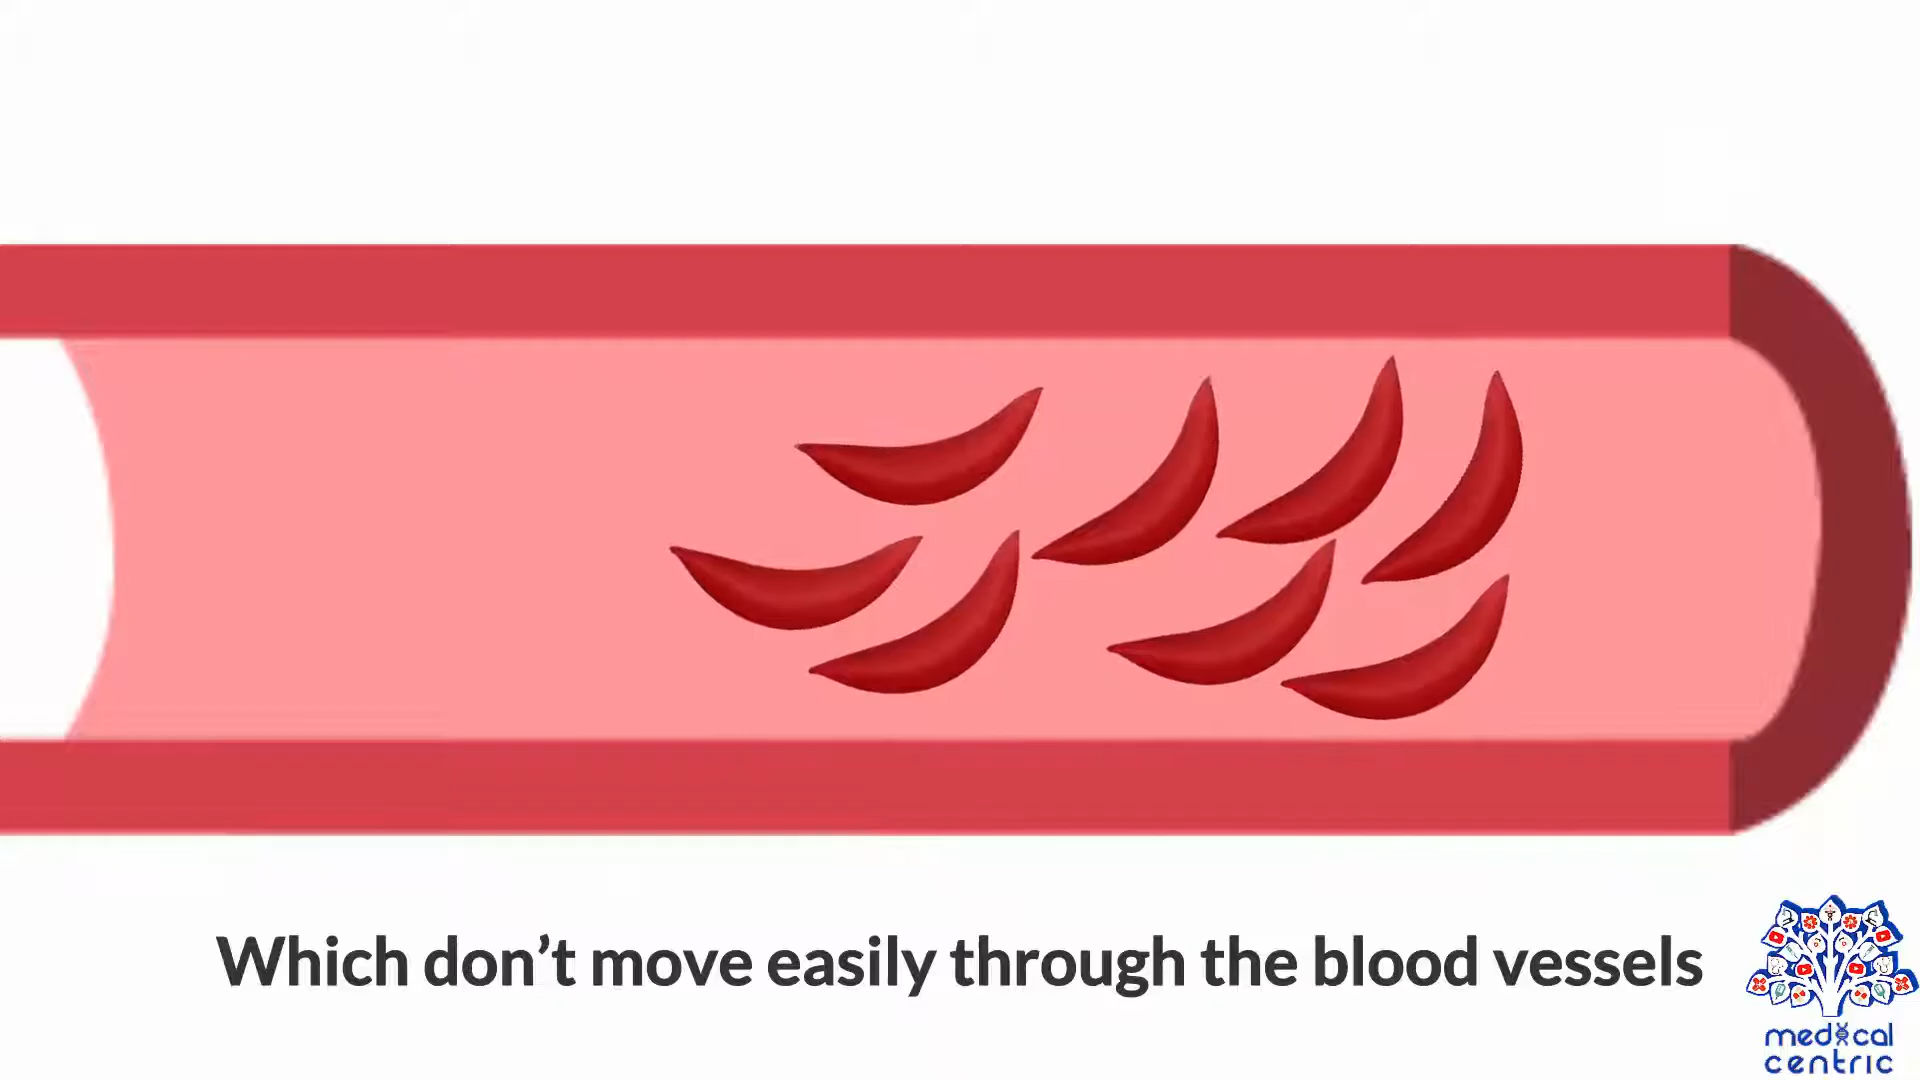 Which don’t move easily through the blood vessels
medical
centric